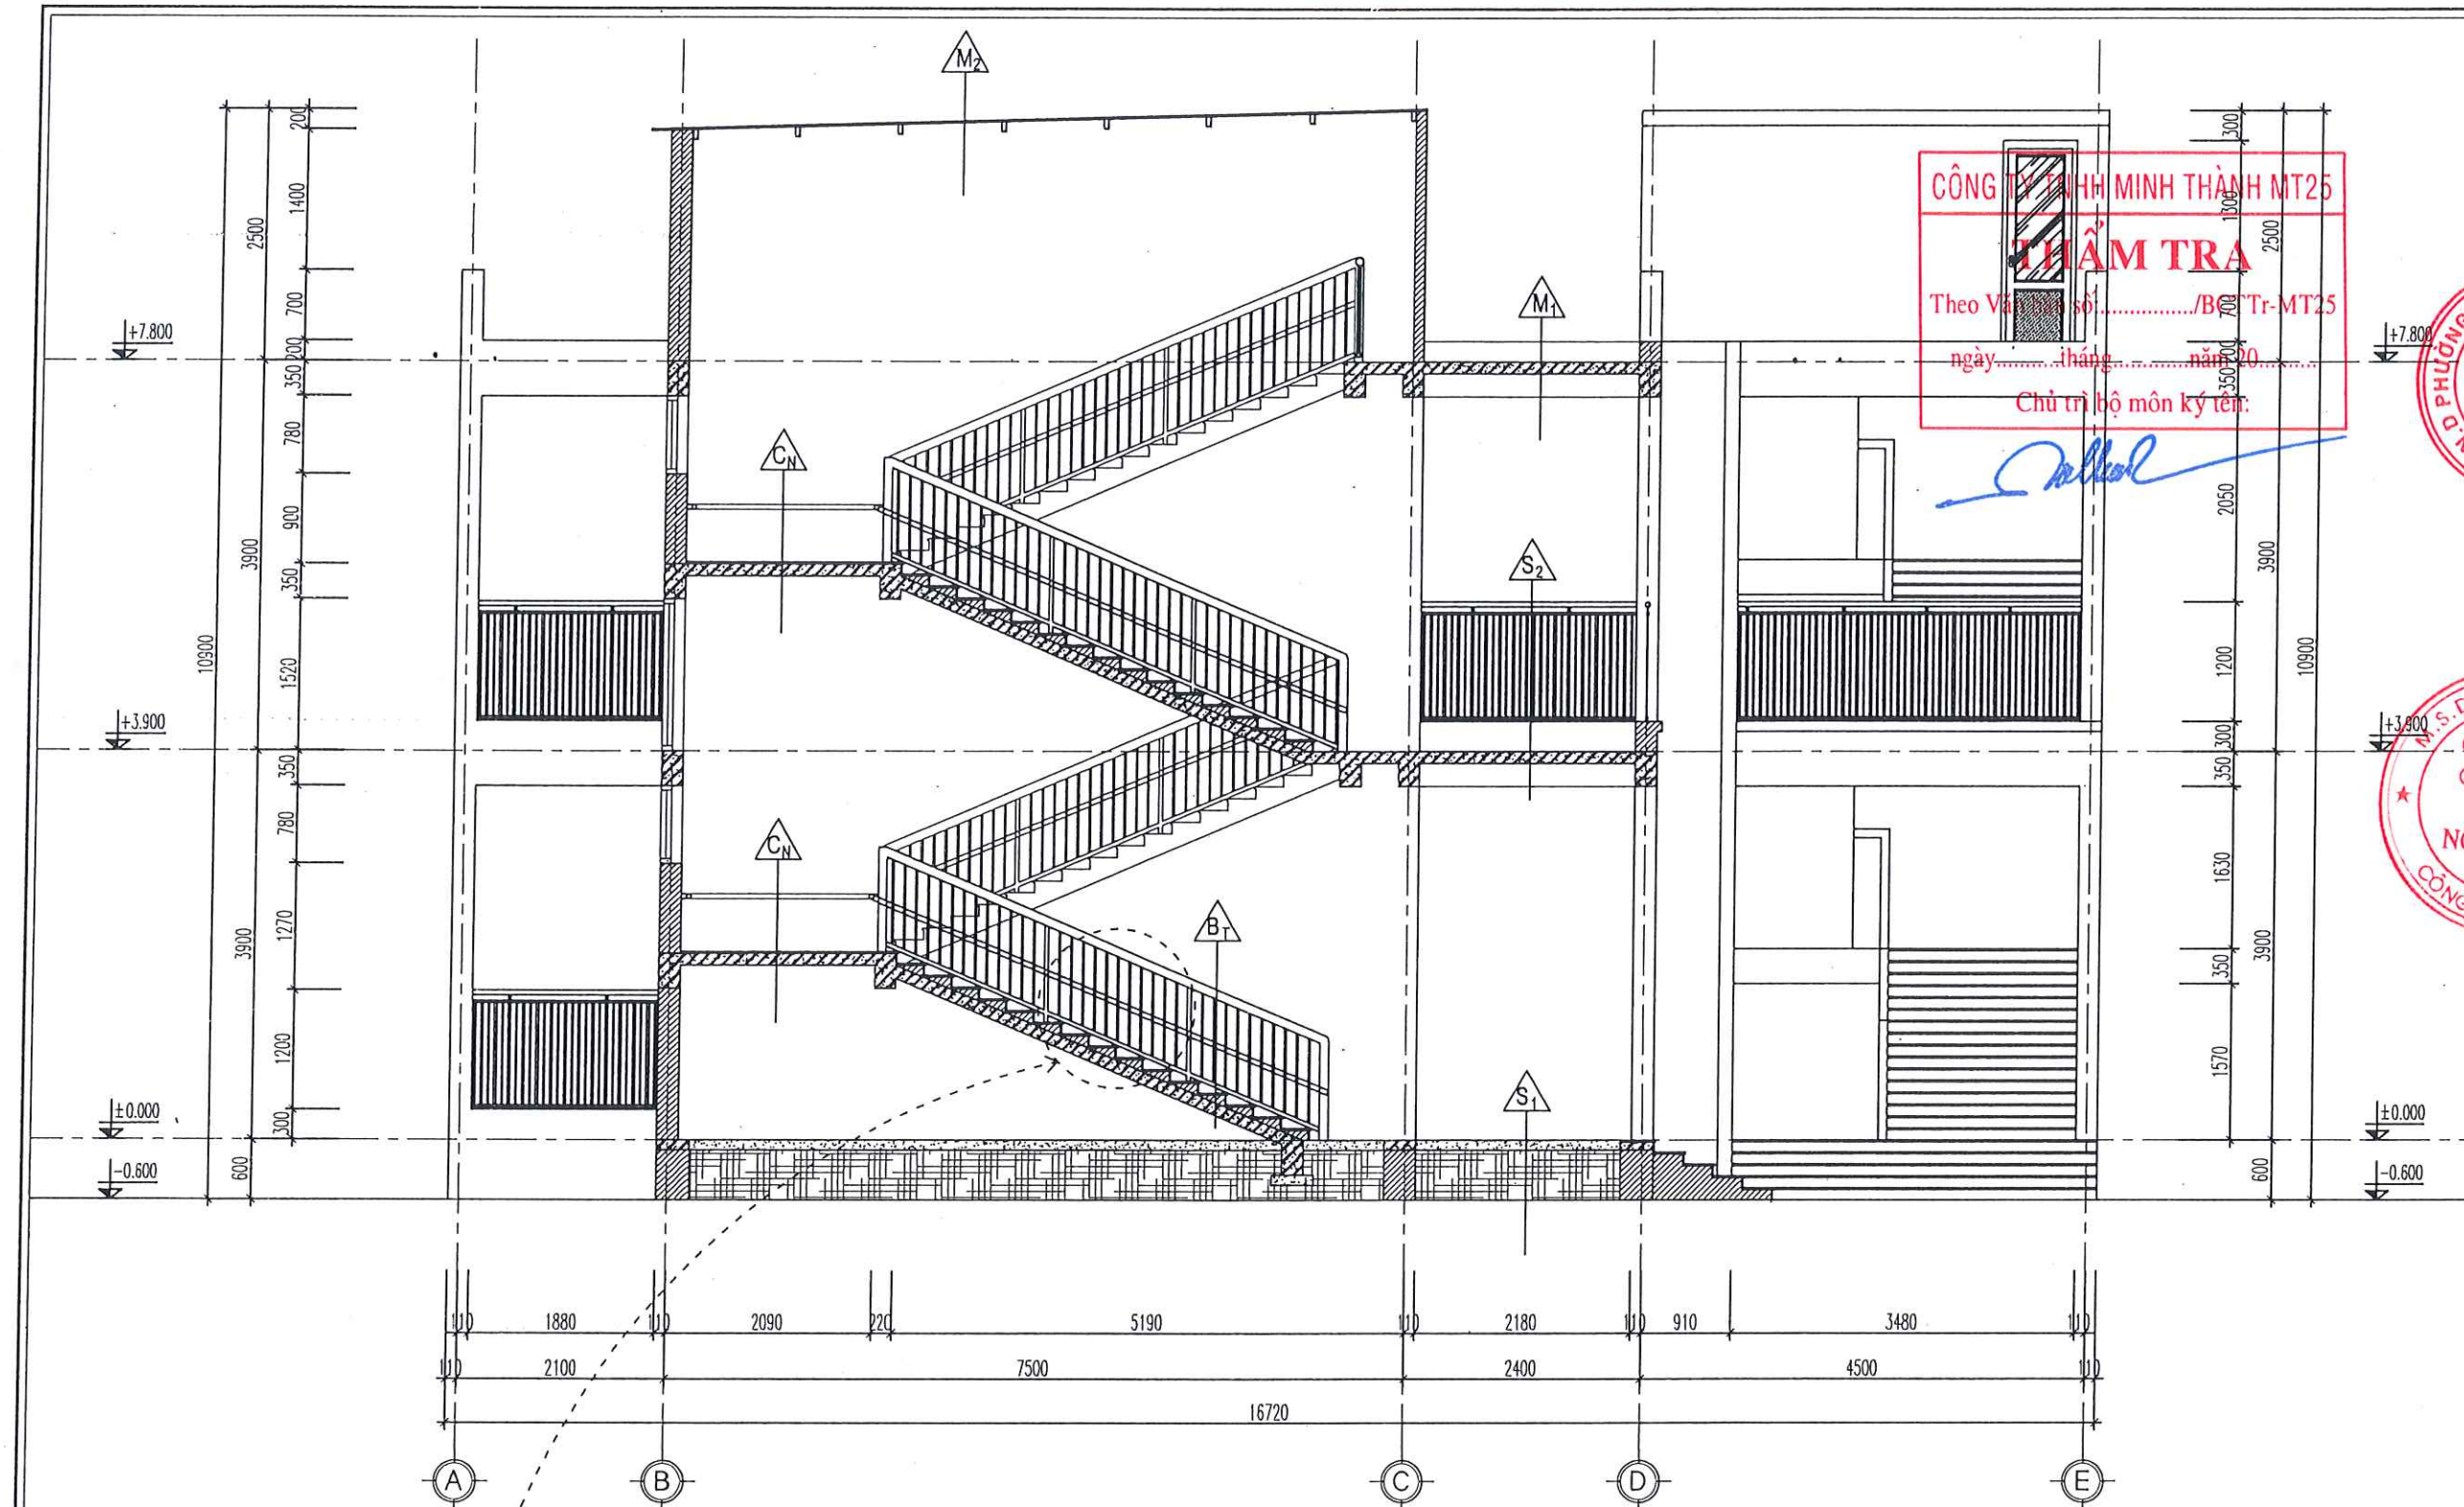 M2
CÔNG TY TNHH MINH THÀNH MT25
THẨM TRA
Theo Văn bản số:................/BCTTr-MT25
ngày............tháng.............năm 20..........
Chủ trì bộ môn ký tên:
M1
CN
S2
CN
BT
S1
+7.800
+3.900
±0.000
-0.600
+7.800
+3.900
±0.000
-0.600
200
1400
700
200
350
780
900
350
1520
350
780
1270
1200
300
2500
3900
3900
600
10900
300
1300
700
200
350
2050
1200
300
350
1630
350
1570
2500
3900
3900
600
10900
110 1880 110 2090 220 5190 110 2180 110 910 3480 110
110 2100 7500 2400 4500 110
16720
A B C D E
N.D PHƯỜNG
M.S.D
CÔNG